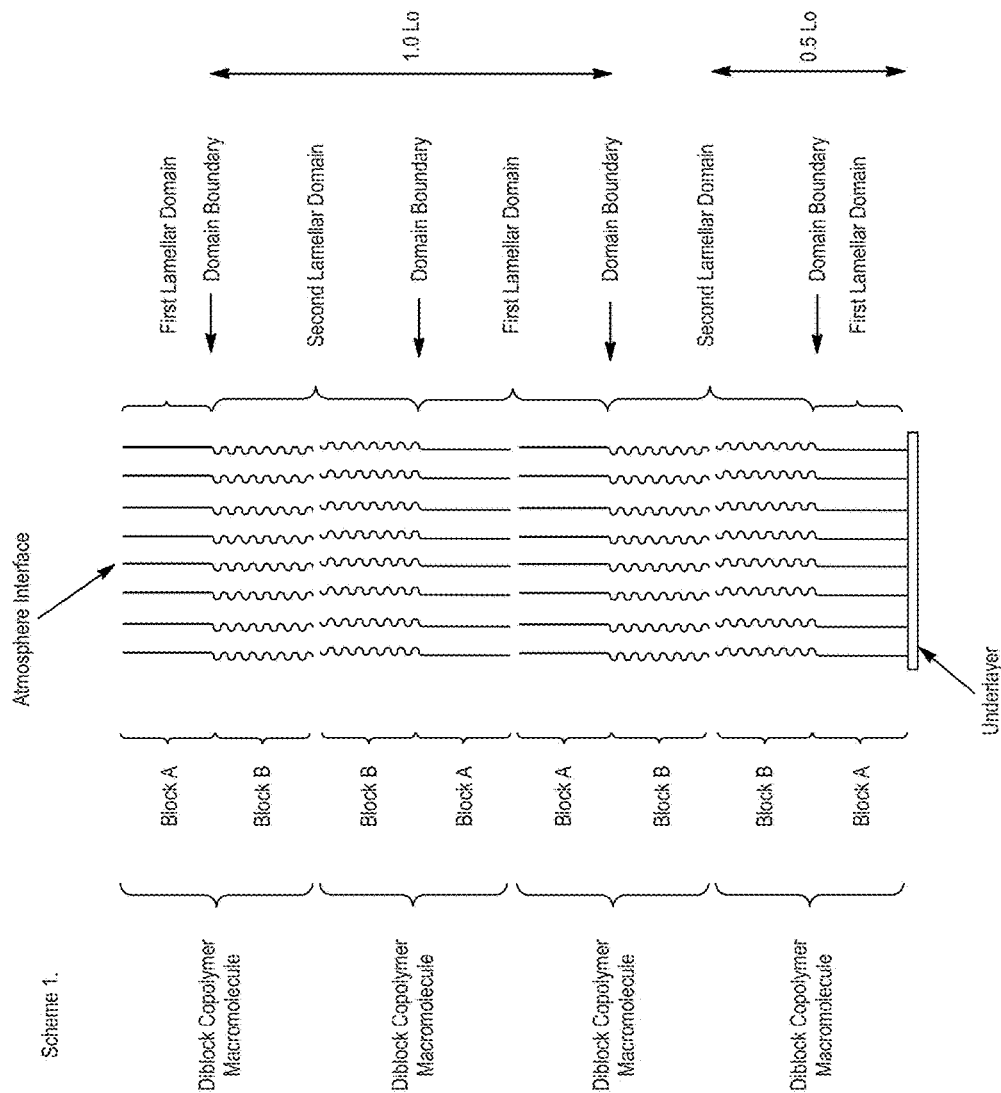 Scheme 1.
Atmosphere Interface
Diblock Copolymer
Macromolecule
Block A
Block B
First Lamellar Domain
Domain Boundary
Second Lamellar Domain
1.0 Lo
Diblock Copolymer
Macromolecule
Block B
Block A
Domain Boundary
First Lamellar Domain
Diblock Copolymer
Macromolecule
Block A
Block B
Domain Boundary
Second Lamellar Domain
0.5 Lo
Diblock Copolymer
Macromolecule
Block B
Block A
Domain Boundary
First Lamellar Domain
Underlayer